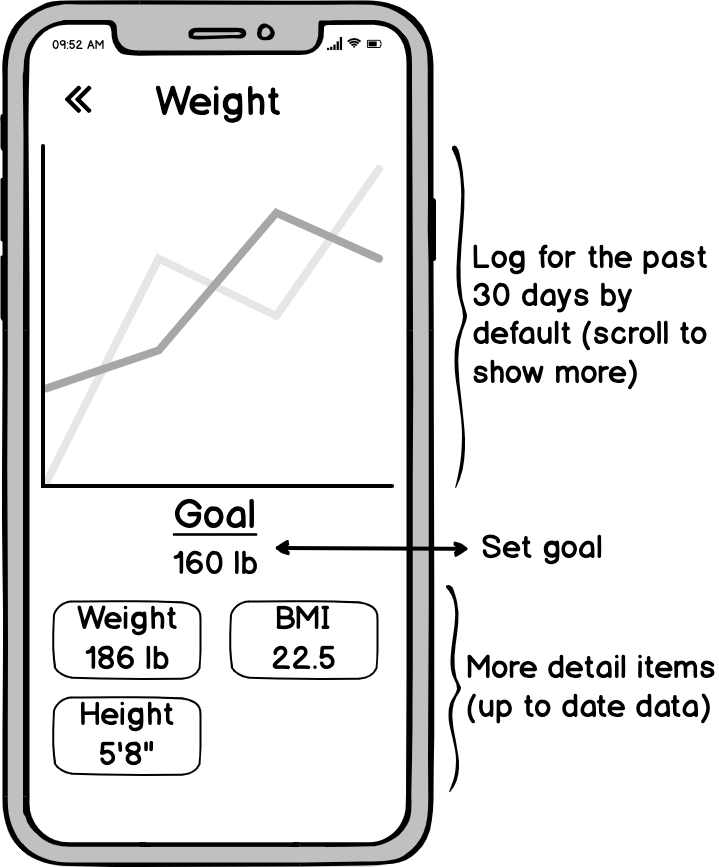 09:52 AM
Weight
Log for the past
30 days by
default (scroll to
show more)
Goal
160 lb
Set goal
Weight
186 lb
BMI
22.5
Height
5'8"
More detail items
(up to date data)